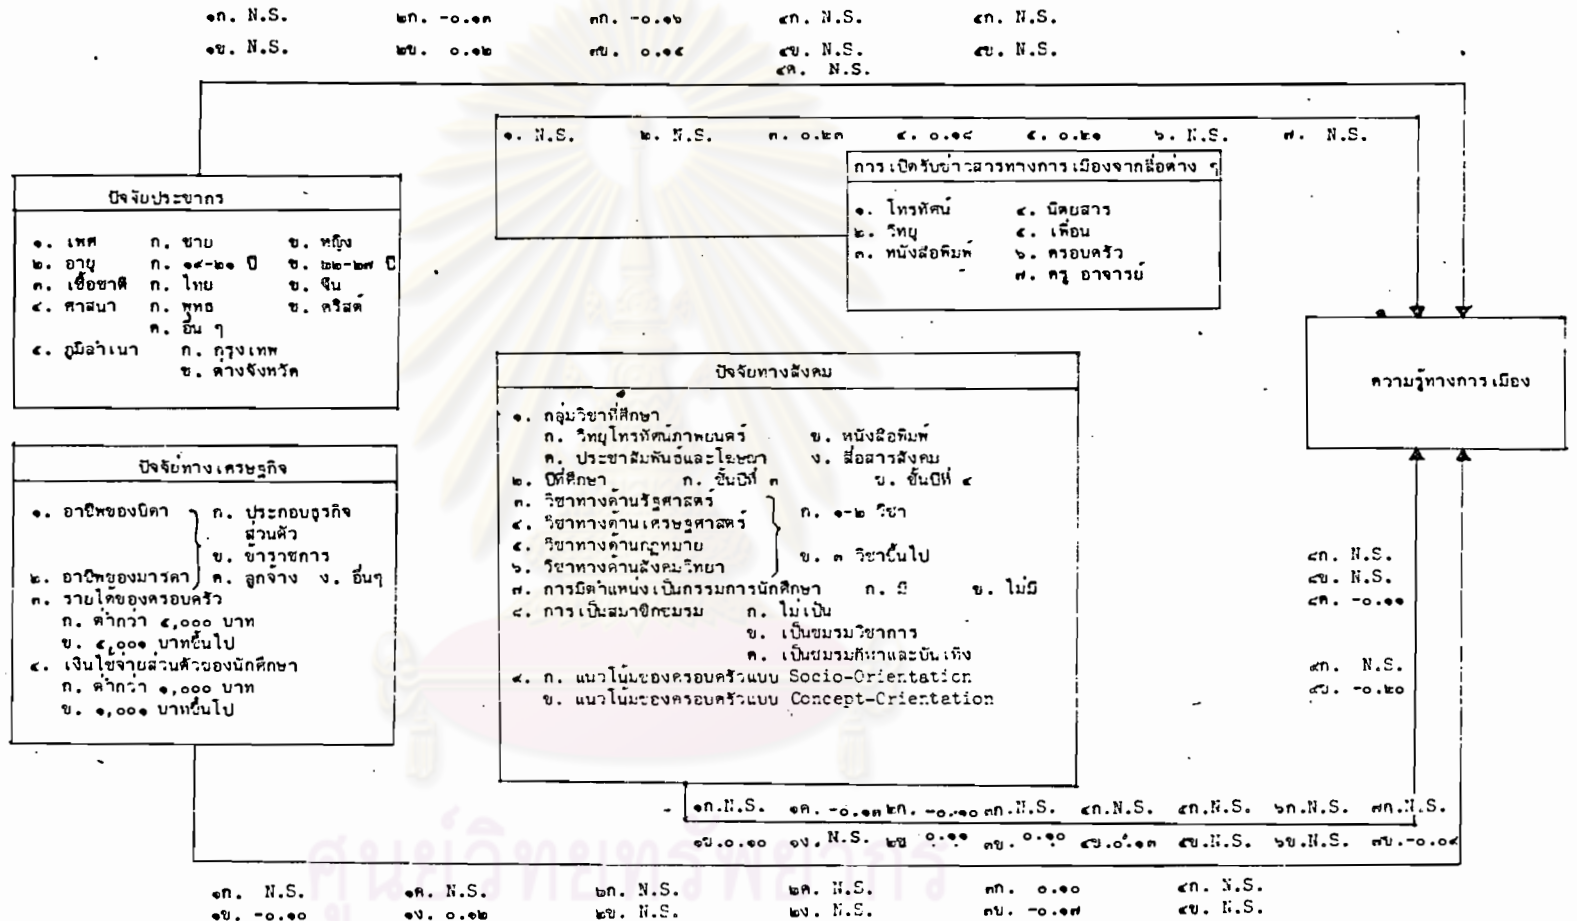 ๑ก. N.S. ๒ก. -๐.๑๓ ๓ก. -๐.๑๖ ๔ก. N.S. ๕ก. N.S.
๑ข. N.S. ๒ข. ๐.๑๒ ๓ข. ๐.๑๕ ๔ข. N.S. ๕ข. N.S.
๔ค. N.S.
๑. N.S. ๒. N.S. ๓. ๐.๒๓ ๔. ๐.๑๘ ๕. ๐.๒๑ ๖. N.S. ๗. N.S.
การเปิดรับข่าวสารทางการเมืองจากสื่อต่าง ๆ
๑. โทรทัศน์ ๔. นิตยสาร
๒. วิทยุ ๕. เพื่อน
๓. หนังสือพิมพ์ ๖. ครอบครัว
๗. ครู อาจารย์
ปัจจัยประชากร
๑. เพศ ก. ชาย ข. หญิง
๒. อายุ ก. ๑๙-๒๑ ปี ข. ๒๒-๒๗ ปี
๓. เชื้อชาติ ก. ไทย ข. จีน
๔. ศาสนา ก. พุทธ ข. คริสต์
ค. อื่น ๆ
๕. ภูมิลำเนา ก. กรุงเทพ
ข. ต่างจังหวัด
ปัจจัยทางเศรษฐกิจ
๑. อาชีพของบิดา ก. ประกอบธุรกิจ
ส่วนตัว
ข. ข้าราชการ
๒. อาชีพของมารดา ค. ลูกจ้าง ง. อื่นๆ
๓. รายได้ของครอบครัว
ก. ต่ำกว่า ๕,๐๐๐ บาท
ข. ๕,๐๐๑ บาทขึ้นไป
๔. เงินใช้จ่ายส่วนตัวของนักศึกษา
ก. ต่ำกว่า ๑,๐๐๐ บาท
ข. ๑,๐๐๑ บาทขึ้นไป
ปัจจัยทางสังคม
๑. กลุ่มวิชาที่ศึกษา
ก. วิทยุโทรทัศน์ภาพยนตร์ ข. หนังสือพิมพ์
ค. ประชาสัมพันธ์และโฆษณา ง. สื่อสารสังคม
๒. ปีที่ศึกษา ก. ชั้นปีที่ ๓ ข. ชั้นปีที่ ๔
๓. วิชาทางด้านรัฐศาสตร์ ก. ๑-๒ วิชา
๔. วิชาทางด้านเศรษฐศาสตร์
๕. วิชาทางด้านกฎหมาย ข. ๓ วิชาขึ้นไป
๖. วิชาทางด้านสังคมวิทยา
๗. การมีตำแหน่งเป็นกรรมการนักศึกษา ก. มี ข. ไม่มี
๘. การเป็นสมาชิกชมรม ก. ไม่เป็น
ข. เป็นชมรมวิชาการ
ค. เป็นชมรมกีฬาและบันเทิง
๙. ก. แนวโน้มของครอบครัวแบบ Socio-Orientation
ข. แนวโน้มของครอบครัวแบบ Concept-Orientation
ความรู้ทางการเมือง
๘ก. N.S.
๘ข. N.S.
๘ค. -๐.๑๑
๙ก. N.S.
๙ข. -๐.๒๐
๑ก.N.S. ๑ค. -๐.๑๓ ๒ก. -๐.๑๐ ๓ก.N.S. ๔ก.N.S. ๕ก.N.S. ๖ก.N.S. ๗ก.N.S.
๑ข.๐.๑๐ ๑ง. N.S. ๒ข ๐.๑๑ ๓ข. ๐.๑๐ ๔ข.๐.๑๓ ๕ข.N.S. ๖ข.N.S. ๗ข.-๐.๐๙
๑ก. N.S. ๑ค. N.S. ๒ก. N.S. ๒ค. N.S. ๓ก. ๐.๑๐ ๔ก. N.S.
๑ข. -๐.๑๐ ๑ง. ๐.๑๒ ๒ข. N.S. ๒ง. N.S. ๓ข. -๐.๑๗ ๔ข. N.S.
ศูนย์วิทยทรัพยากร